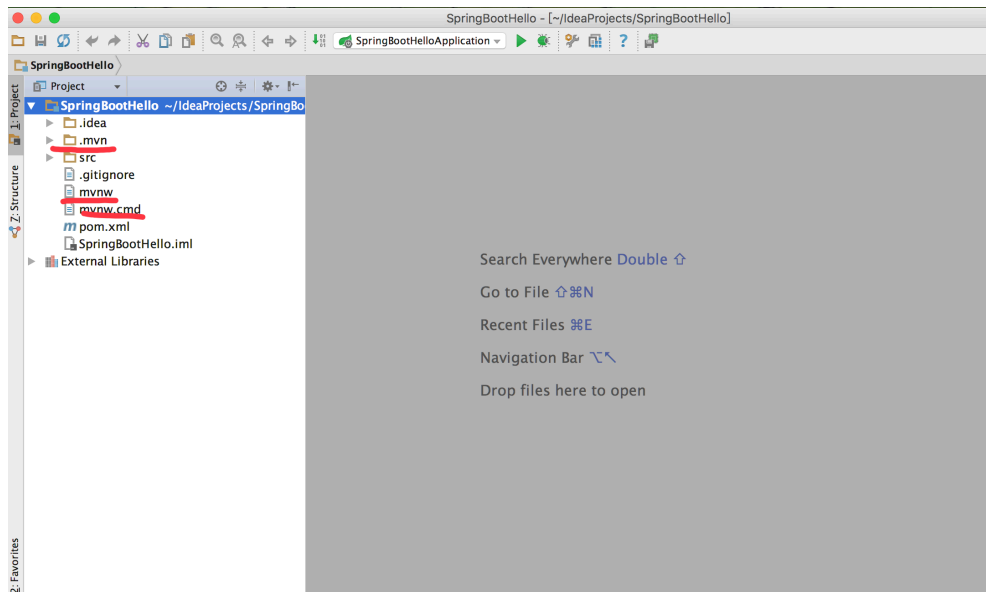 SpringBootHello - [~/IdeaProjects/SpringBootHello]
SpringBootHelloApplication
SpringBootHello
1: Project
Z: Structure
2: Favorites
Project
SpringBootHello ~/IdeaProjects/SpringBo
.idea
.mvn
src
.gitignore
mvnw
mvnw.cmd
pom.xml
SpringBootHello.iml
External Libraries
Search Everywhere Double ⇧
Go to File ⇧⌘N
Recent Files ⌘E
Navigation Bar ⌥↖
Drop files here to open